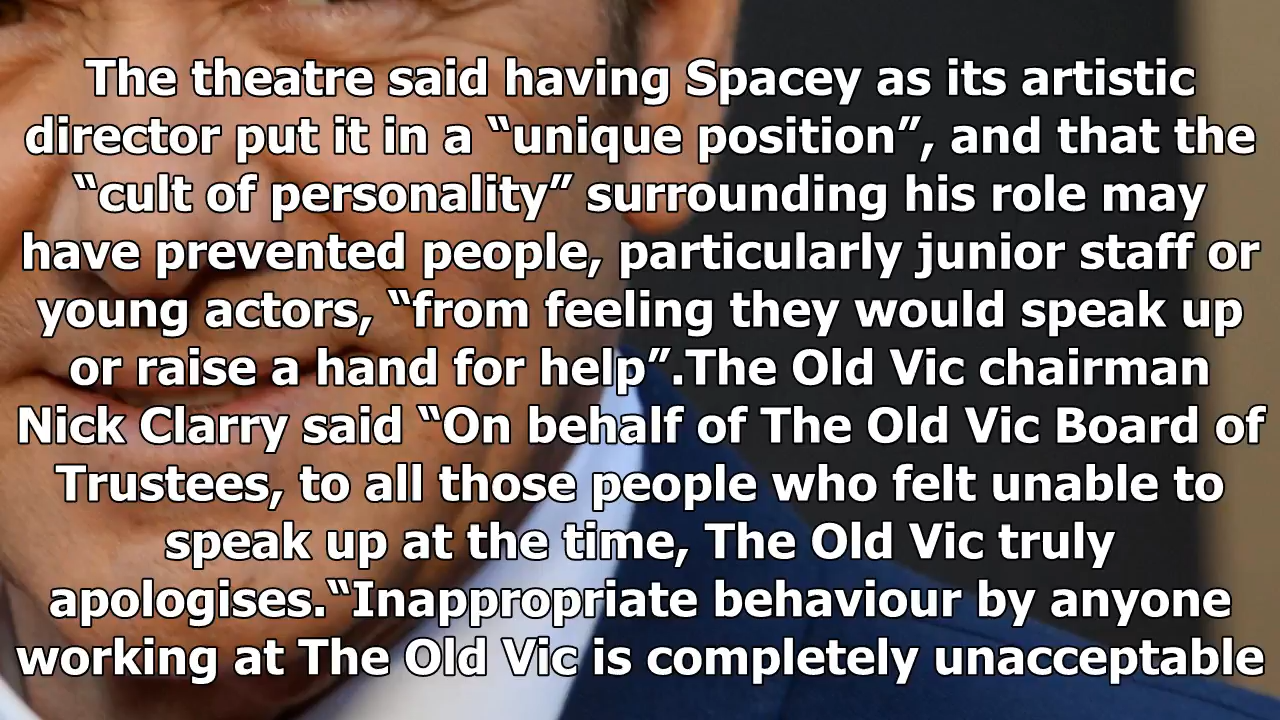 The theatre said having Spacey as its artistic
director put it in a “unique position”, and that the
“cult of personality” surrounding his role may
have prevented people, particularly junior staff or
young actors, “from feeling they would speak up
or raise a hand for help”.The Old Vic chairman
Nick Clarry said “On behalf of The Old Vic Board of
Trustees, to all those people who felt unable to
speak up at the time, The Old Vic truly
apologises.“Inappropriate behaviour by anyone
working at The Old Vic is completely unacceptable